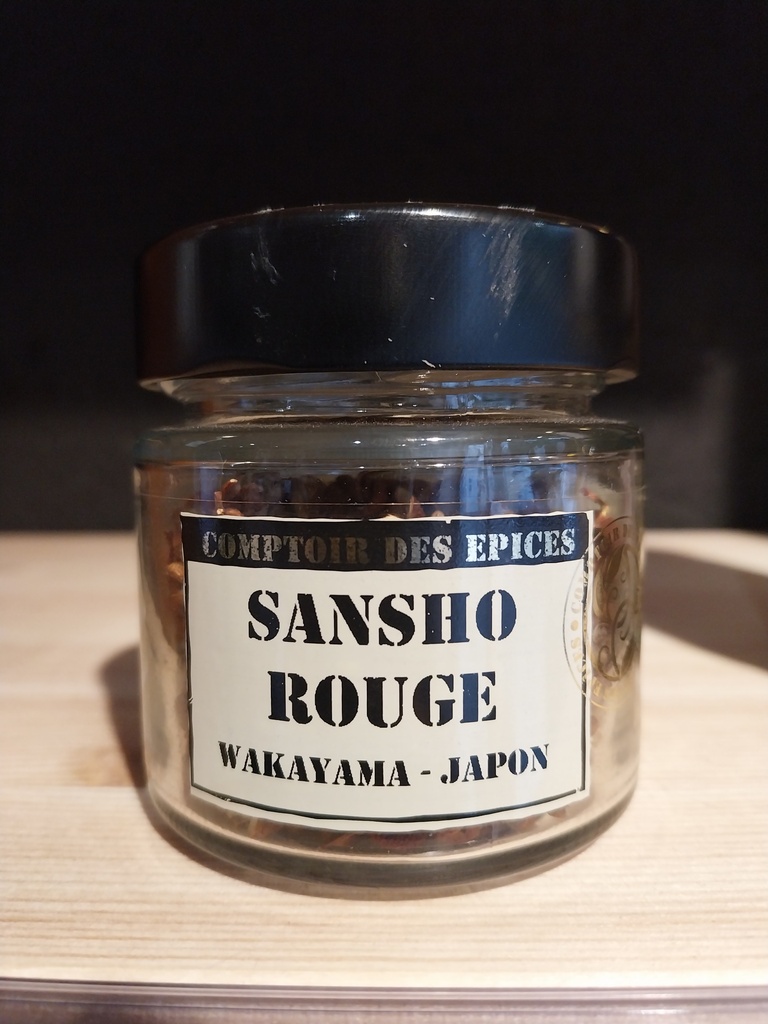 COMPTOIR DES EPICES
SANSHO
ROUGE
WAKAYAMA - JAPON